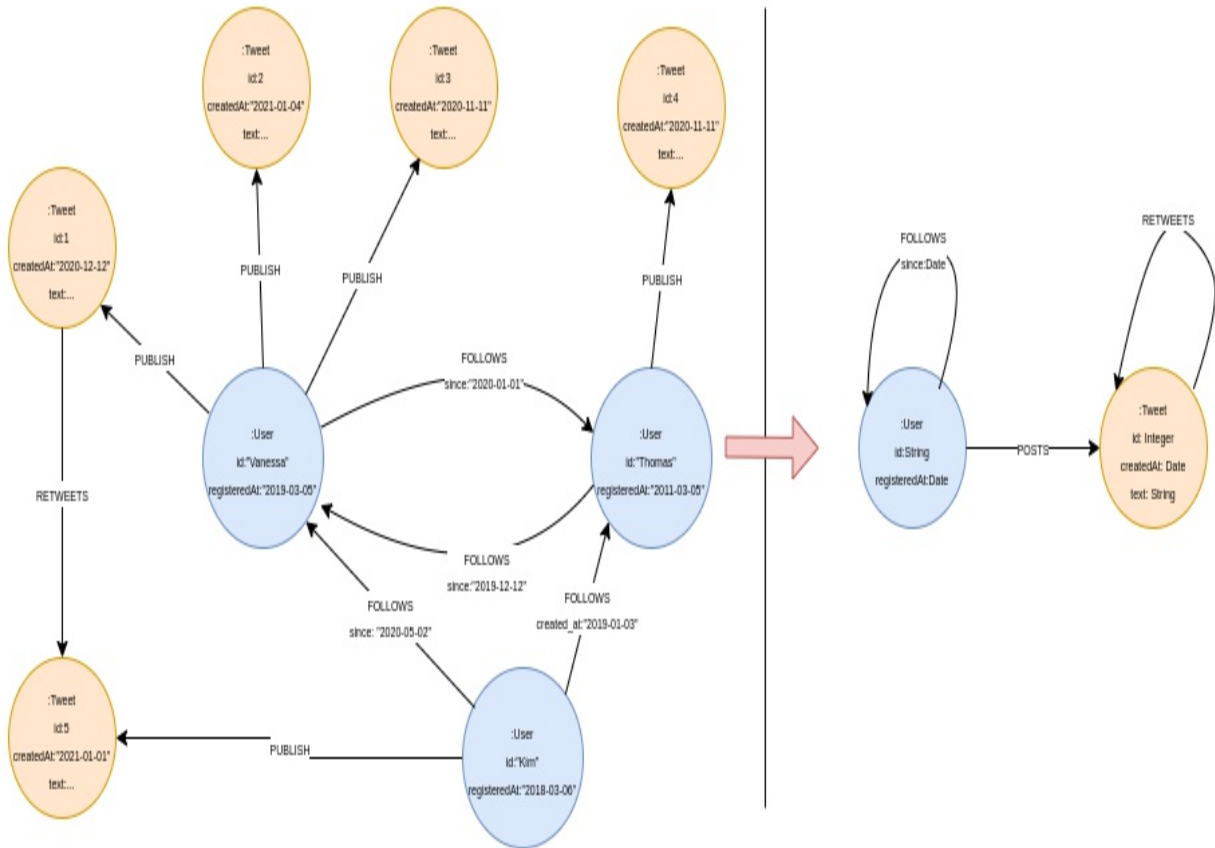 :Tweet
id:2
createdAt:"2021-01-04"
text:...
:Tweet
id:3
createdAt:"2020-11-11"
text:...
:Tweet
id:4
createdAt:"2020-11-11"
text:...
:Tweet
id:1
createdAt:"2020-12-12"
text:...
PUBLISH
PUBLISH
PUBLISH
PUBLISH
FOLLOWS
since:"2020-01-01"
:User
id:"Vanessa"
registeredAt:"2019-03-05"
:User
id:"Thomas"
registeredAt:"2011-03-05"
RETWEETS
FOLLOWS
since:"2019-12-12"
FOLLOWS
since: "2020-05-02"
FOLLOWS
created_at:"2019-01-03"
:Tweet
id:5
createdAt:"2021-01-01"
text:...
PUBLISH
:User
id:"Kim"
registeredAt:"2018-03-06"
FOLLOWS
since:Date
RETWEETS
:User
id:String
registeredAt:Date
POSTS
:Tweet
id: Integer
createdAt: Date
text: String